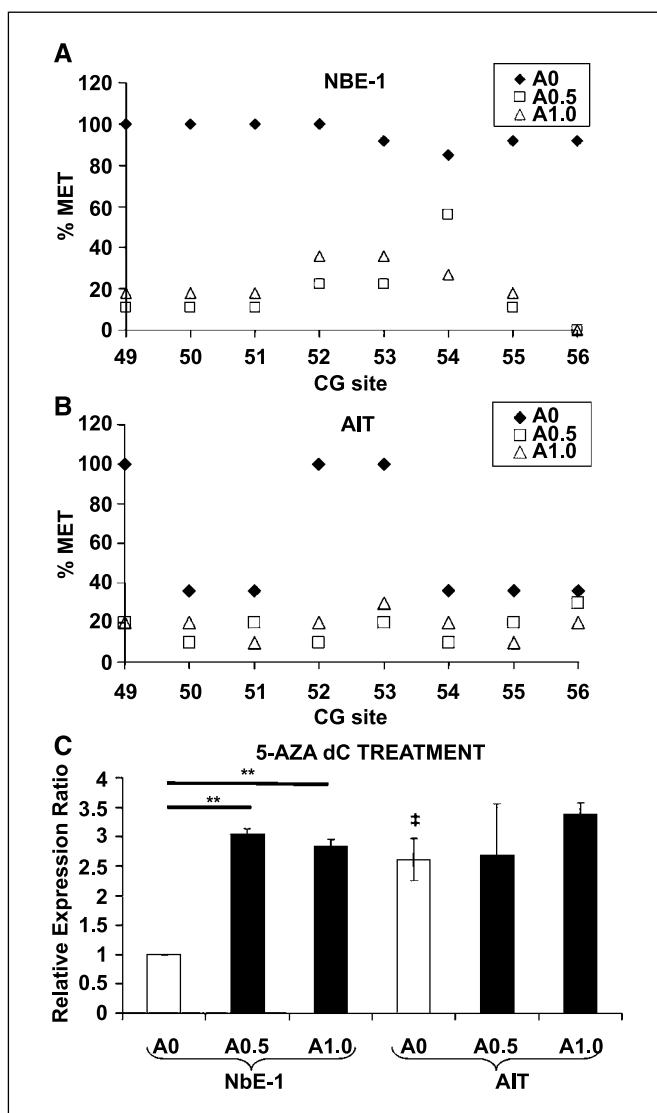 A
NBE-1
A0
A0.5
A1.0
120
100
80
60
40
20
0
% MET
49 50 51 52 53 54 55 56
CG site
B
AIT
A0
A0.5
A1.0
120
100
80
60
40
20
0
% MET
49 50 51 52 53 54 55 56
CG site
C
5-AZA dC TREATMENT
4
3.5
3
2.5
2
1.5
1
0.5
0
Relative Expression Ratio
**
**
‡
A0 A0.5 A1.0 A0 A0.5 A1.0
NbE-1 AIT